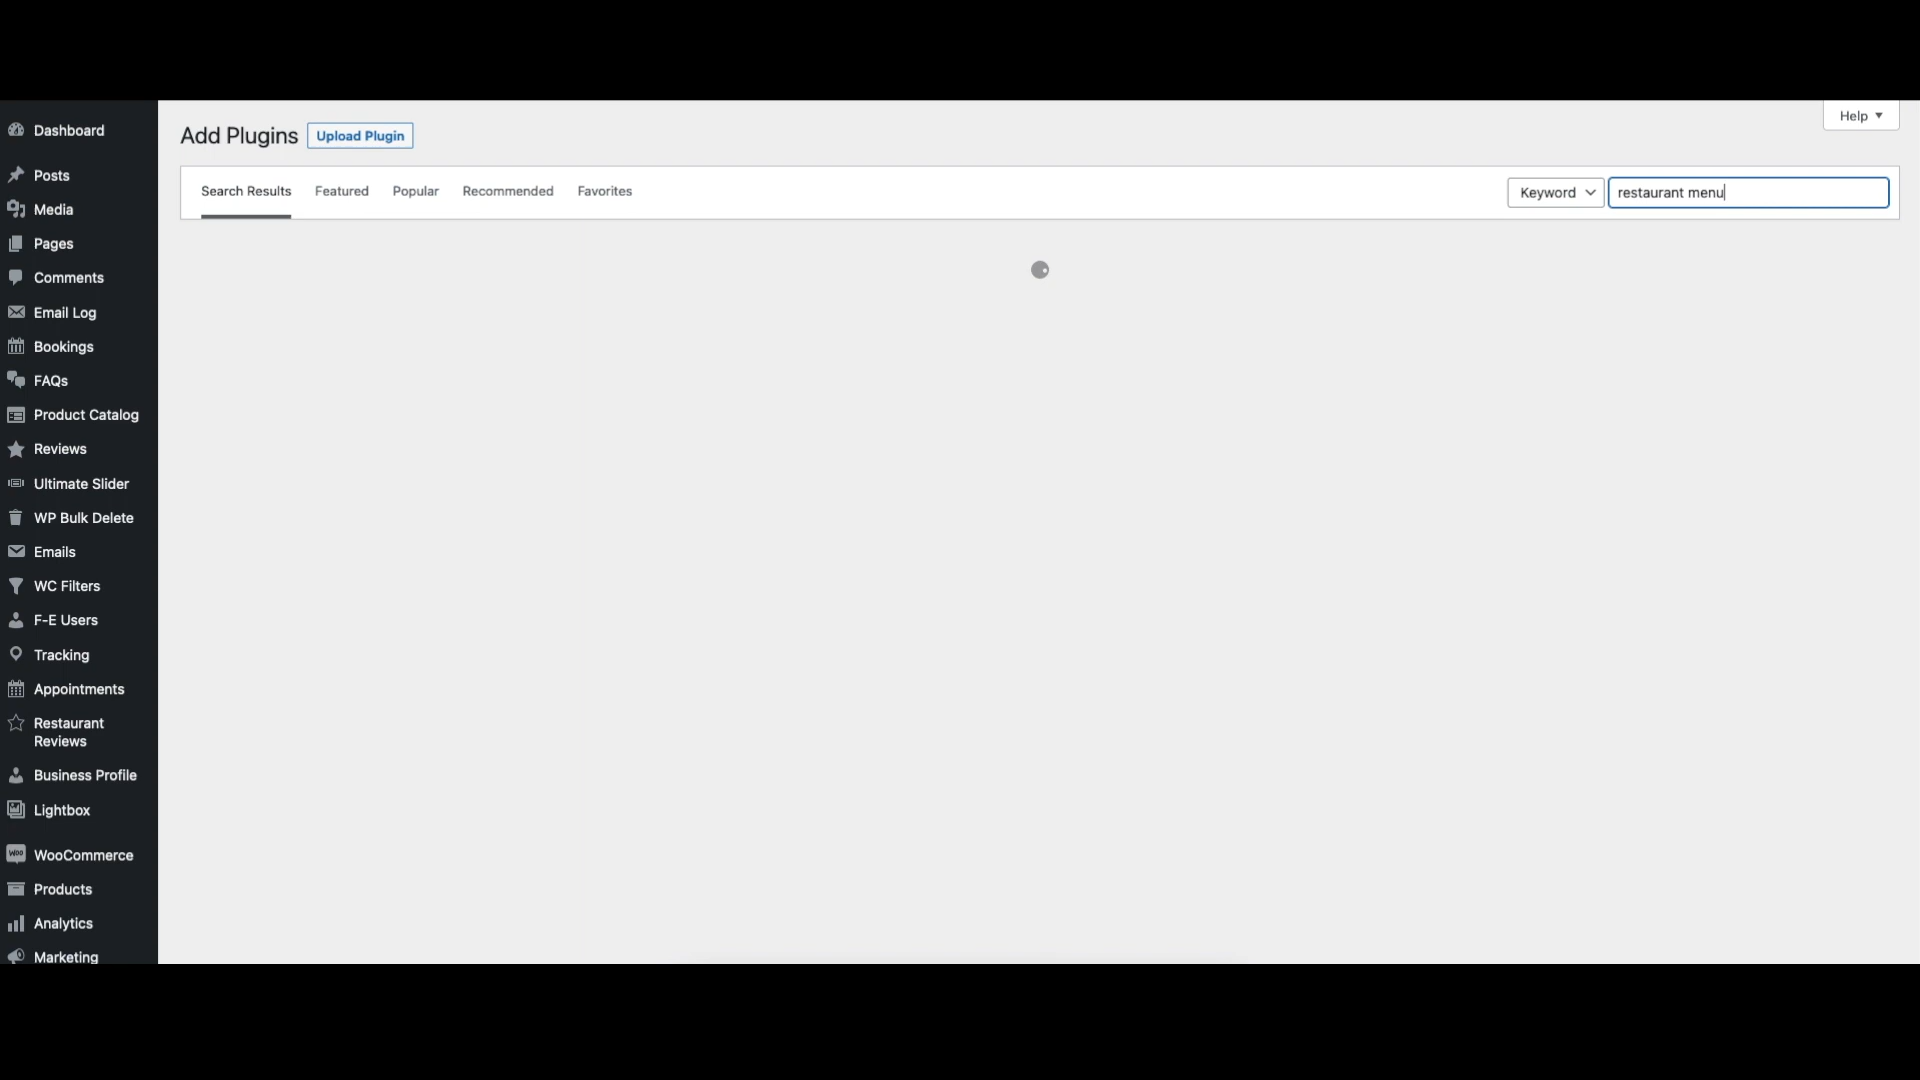 Help
Add Plugins Upload Plugin
Search Results Featured Popular Recommended Favorites Keyword restaurant menu
Dashboard
Posts
Media
Pages
Comments
Email Log
Bookings
FAQs
Product Catalog
Reviews
Ultimate Slider
WP Bulk Delete
Emails
WC Filters
F-E Users
Tracking
Appointments
Restaurant
Reviews
Business Profile
Lightbox
Woo WooCommerce
Products
Analytics
Marketing